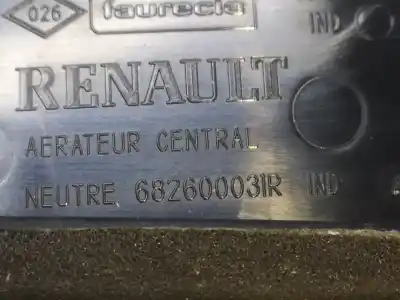 026 faurecia IND
RENAULT
AERATEUR CENTRAL
NEUTRE 682600031R IND